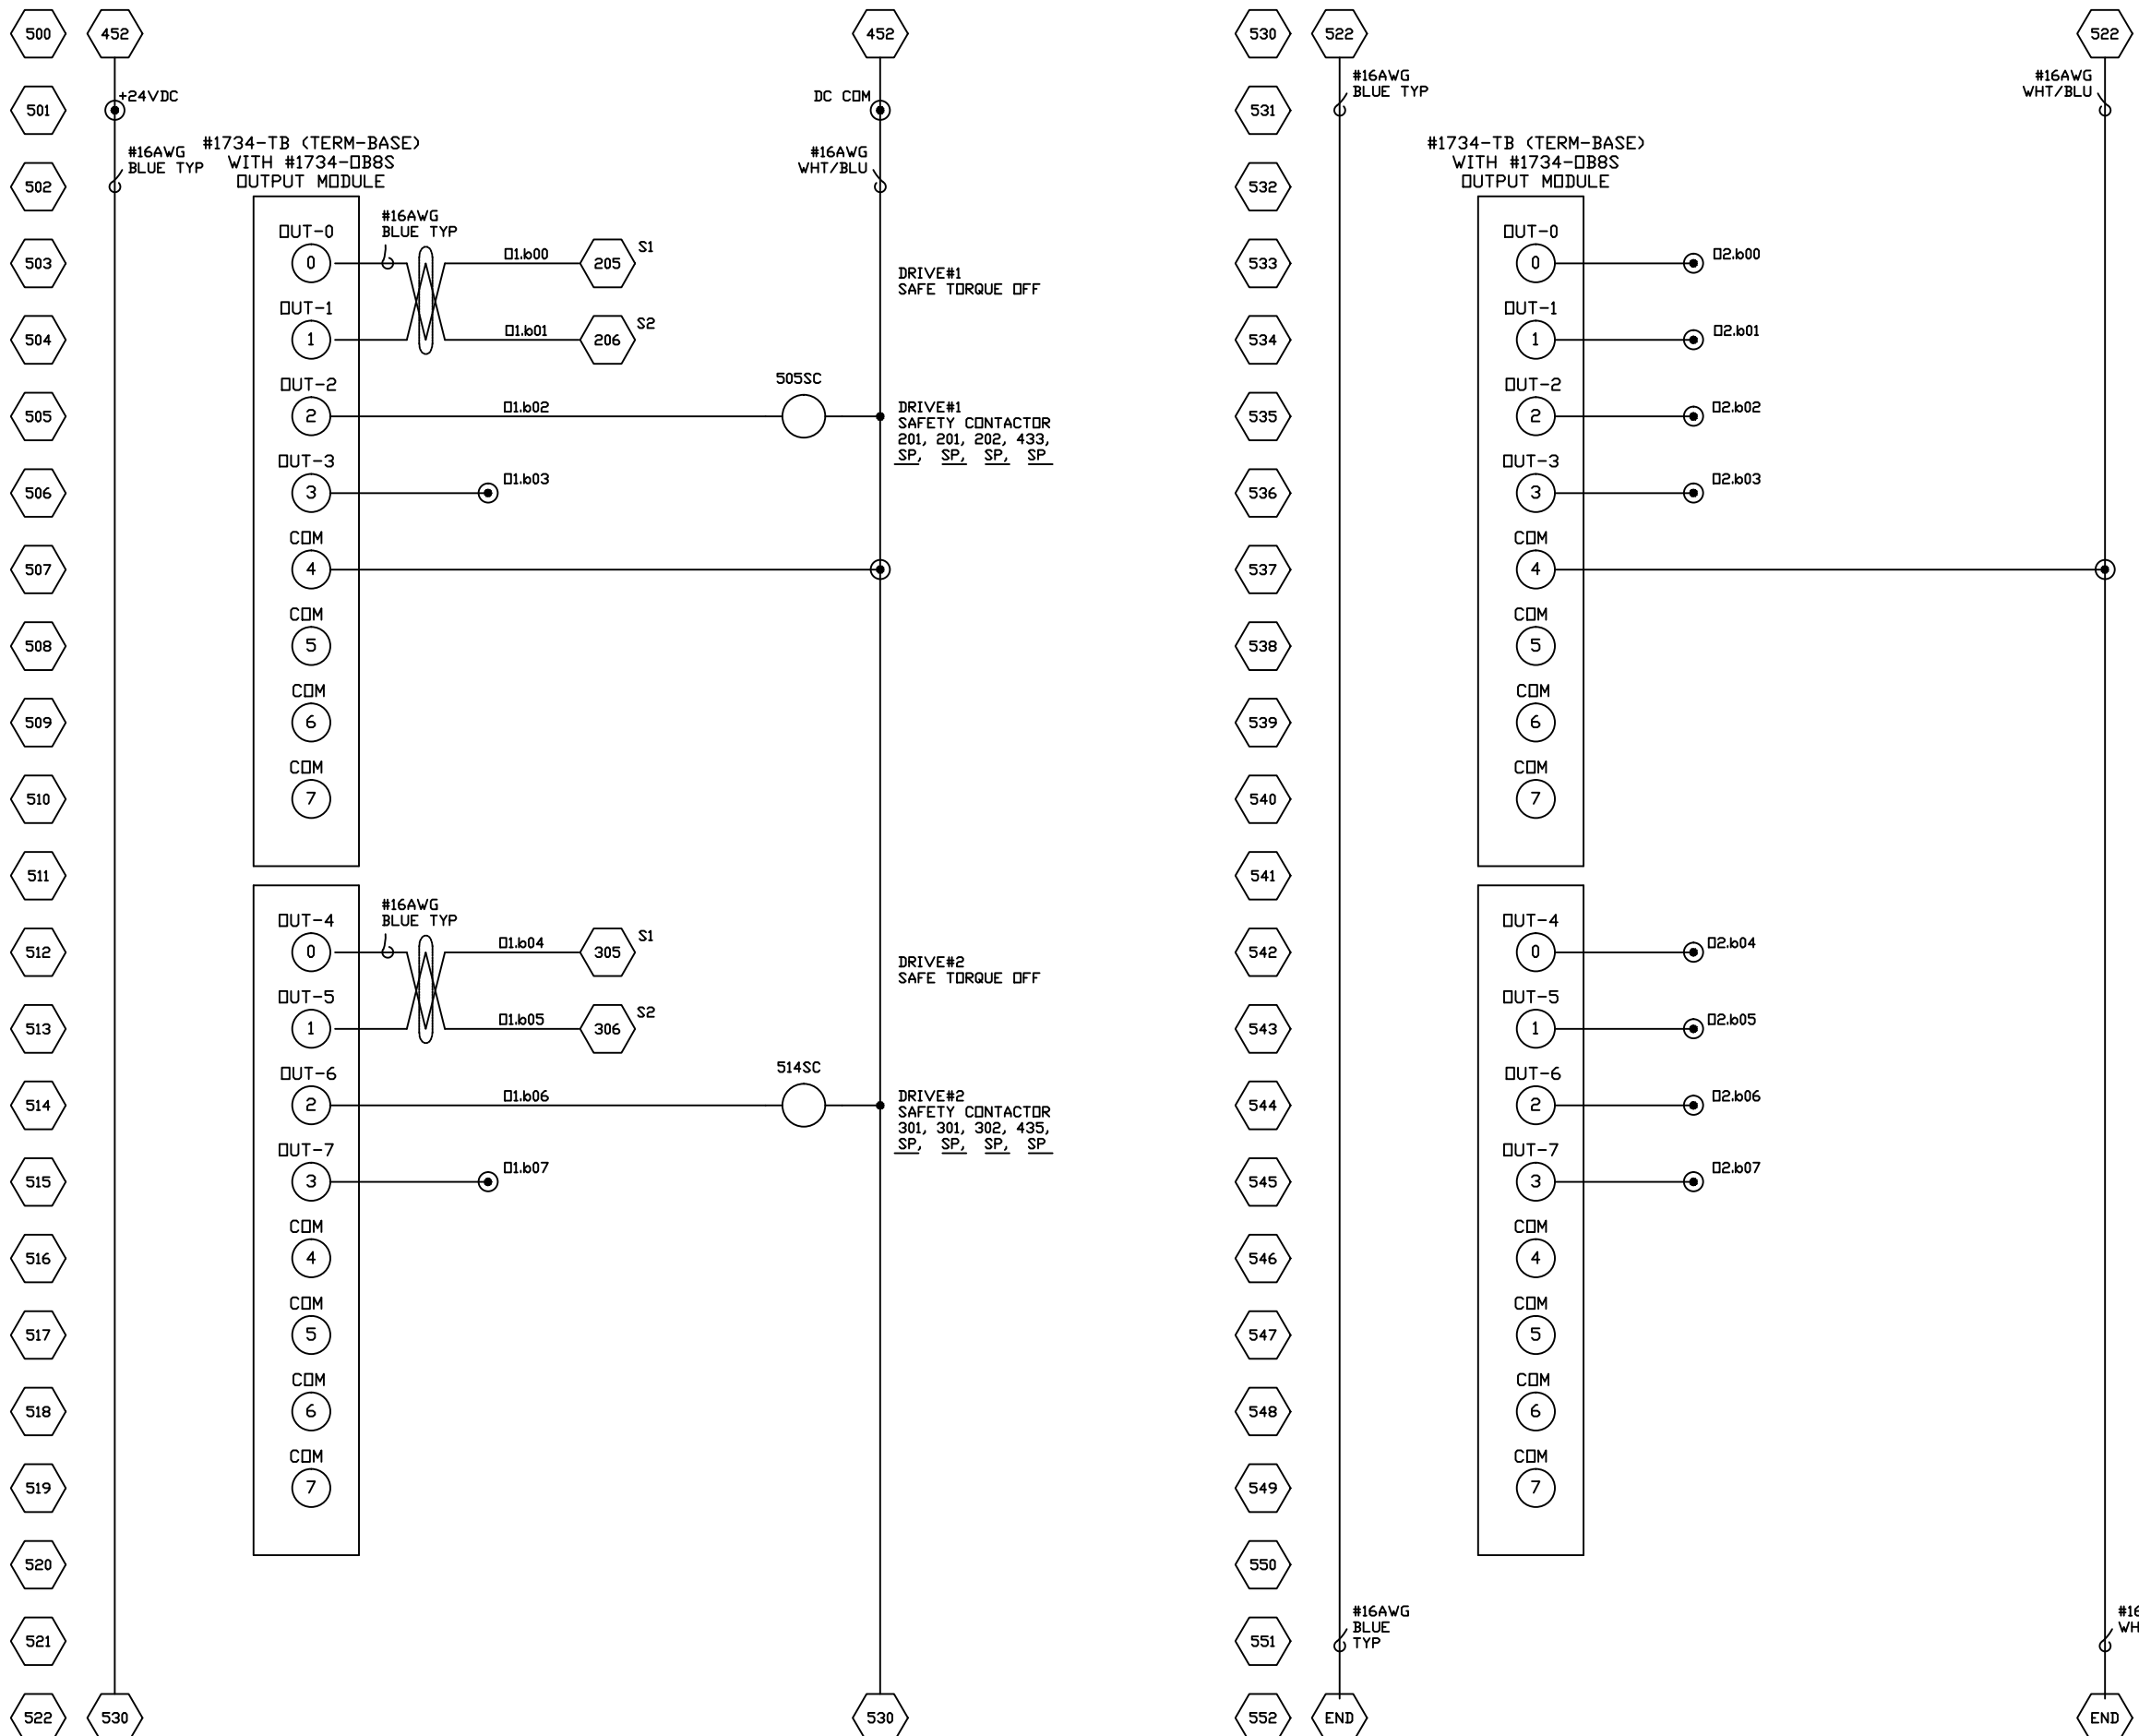 500 452 452
501 +24VDC DC COM
#16AWG
BLUE TYP
#1734-TB (TERM-BASE)
WITH #1734-OB8S
OUTPUT MODULE
#16AWG
WHT/BLU
502
#16AWG
BLUE TYP
503 OUT-0
0 O1.b00 205 S1
DRIVE#1
SAFE TORQUE OFF
504 OUT-1
1 O1.b01 206 S2
505 OUT-2
2 O1.b02 505SC
DRIVE#1
SAFETY CONTACTOR
201, 201, 202, 433,
SP, SP, SP, SP
506 OUT-3
3 O1.b03
507 COM
4
508 COM
5
509 COM
6
510 COM
7
511
#16AWG
BLUE TYP
512 OUT-4
0 O1.b04 305 S1
DRIVE#2
SAFE TORQUE OFF
513 OUT-5
1 O1.b05 306 S2
514 OUT-6
2 O1.b06 514SC
DRIVE#2
SAFETY CONTACTOR
301, 301, 302, 435,
SP, SP, SP, SP
515 OUT-7
3 O1.b07
516 COM
4
517 COM
5
518 COM
6
519 COM
7
520
521
522 530 530
530 522 522
#16AWG
BLUE TYP
#16AWG
WHT/BLU
531
#1734-TB (TERM-BASE)
WITH #1734-OB8S
OUTPUT MODULE
532
533 OUT-0
0 O2.b00
534 OUT-1
1 O2.b01
535 OUT-2
2 O2.b02
536 OUT-3
3 O2.b03
537 COM
4
538 COM
5
539 COM
6
540 COM
7
541
542 OUT-4
0 O2.b04
543 OUT-5
1 O2.b05
544 OUT-6
2 O2.b06
545 OUT-7
3 O2.b07
546 COM
4
547 COM
5
548 COM
6
549 COM
7
550
551
#16AWG
BLUE
TYP
552 END END